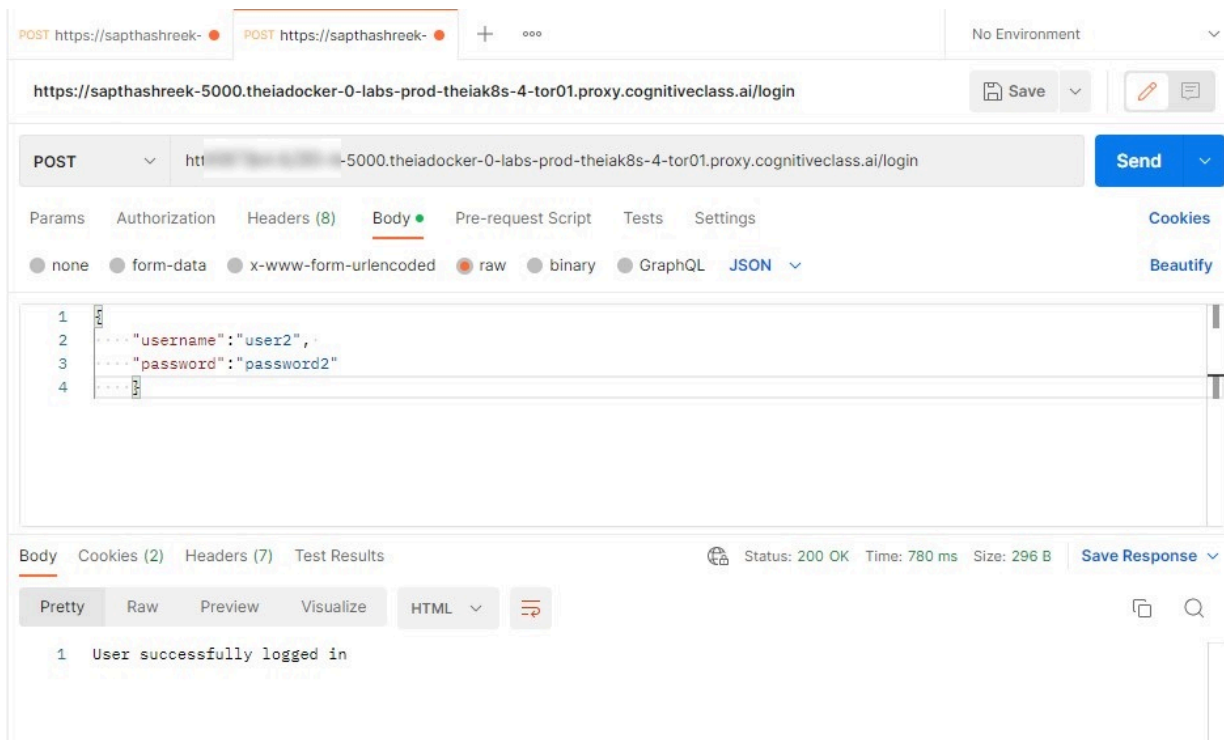 POST https://sapthashreek- POST https://sapthashreek- + ooo No Environment
https://sapthashreek-5000.theiadocker-0-labs-prod-theiak8s-4-tor01.proxy.cognitiveclass.ai/login Save
POST htt -5000.theiadocker-0-labs-prod-theiak8s-4-tor01.proxy.cognitiveclass.ai/login Send
Params Authorization Headers (8) Body Pre-request Script Tests Settings Cookies
none form-data x-www-form-urlencoded raw binary GraphQL JSON Beautify
1 {
2 "username":"user2",
3 "password":"password2"
4 }
Body Cookies (2) Headers (7) Test Results Status: 200 OK Time: 780 ms Size: 296 B Save Response
Pretty Raw Preview Visualize HTML
1 User successfully logged in